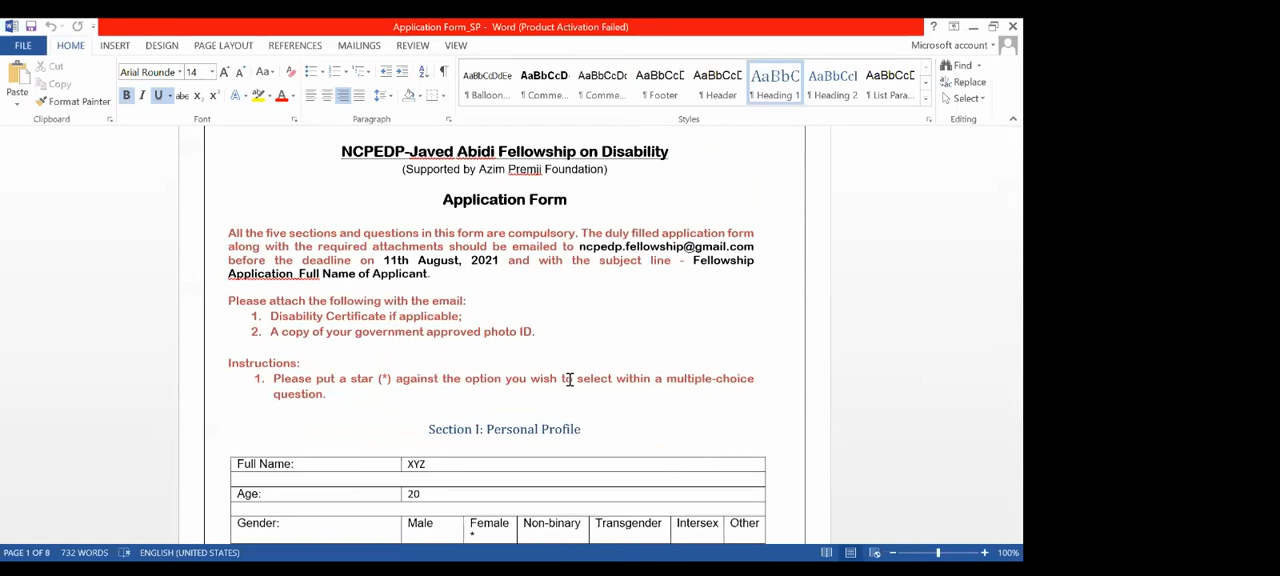 Application Form_SP - Word (Product Activation Failed)
FILE HOME INSERT DESIGN PAGE LAYOUT REFERENCES MAILINGS REVIEW VIEW Microsoft account
Cut
Copy
Format Painter
Paste
Clipboard
Arial Rounde 14
Font
Paragraph
AaBbCcDdEe AaBbCcD AaBbCcDc AaBbCcD AaBbCcD AaBbC AaBbCcI AaBbCcD
¶ Balloon... ¶ Comme... ¶ Comme... ¶ Footer ¶ Header ¶ Heading 1 ¶ Heading 2 ¶ List Para...
Styles
Find
Replace
Select
Editing
NCPEDP-Javed Abidi Fellowship on Disability
(Supported by Azim Premji Foundation)
Application Form
All the five sections and questions in this form are compulsory. The duly filled application form
along with the required attachments should be emailed to ncpedp.fellowship@gmail.com
before the deadline on 11th August, 2021 and with the subject line - Fellowship
Application_Full Name of Applicant.
Please attach the following with the email:
1. Disability Certificate if applicable;
2. A copy of your government approved photo ID.
Instructions:
1. Please put a star (*) against the option you wish to select within a multiple-choice
question.
Section I: Personal Profile
Full Name: XYZ
Age: 20
Gender: Male Female Non-binary Transgender Intersex Other
*
PAGE 1 OF 8 732 WORDS ENGLISH (UNITED STATES) 100%